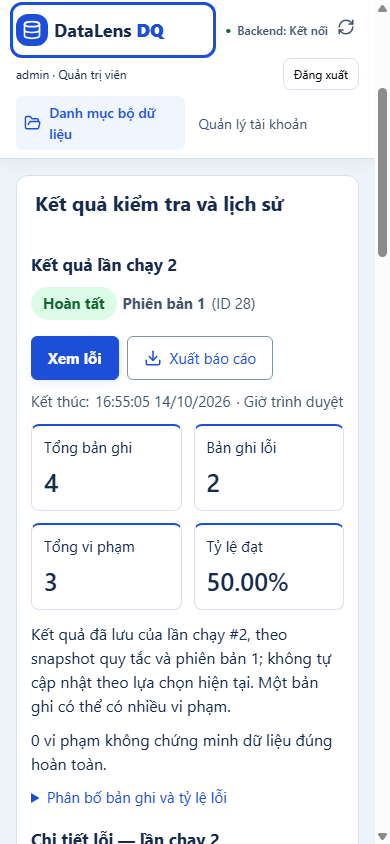 DataLens DQ
Backend: Kết nối
admin · Quản trị viên
Đăng xuất
Danh mục bộ dữ
liệu
Quản lý tài khoản
Kết quả kiểm tra và lịch sử
Kết quả lần chạy 2
Hoàn tất Phiên bản 1 (ID 28)
Xem lỗi
Xuất báo cáo
Kết thúc: 16:55:05 14/10/2026 · Giờ trình duyệt
Tổng bản ghi
4
Bản ghi lỗi
2
Tổng vi phạm
3
Tỷ lệ đạt
50.00%
Kết quả đã lưu của lần chạy #2, theo
snapshot quy tắc và phiên bản 1; không tự
cập nhật theo lựa chọn hiện tại. Một bản
ghi có thể có nhiều vi phạm.
0 vi phạm không chứng minh dữ liệu đúng
hoàn toàn.
Phân bố bản ghi và tỷ lệ lỗi
Chi tiết lỗi — lần chạy 2